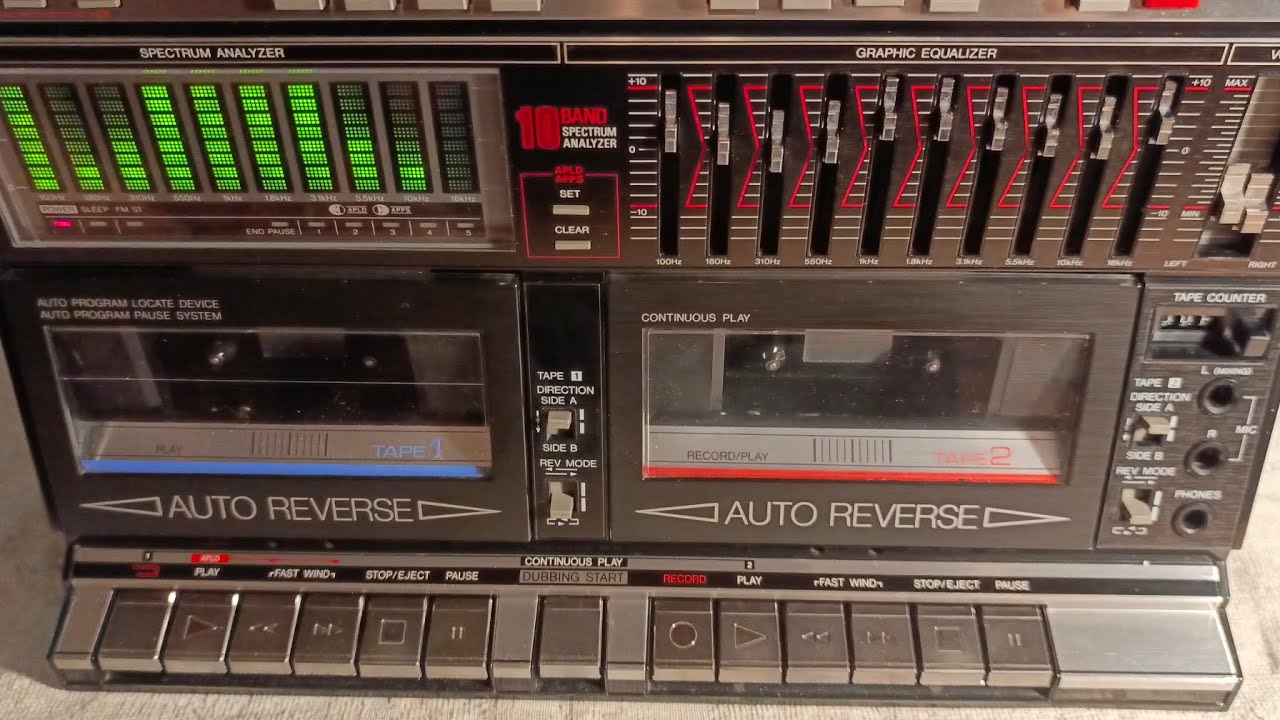 SPECTRUM ANALYZER
GRAPHIC EQUALIZER
10 BAND
SPECTRUM
ANALYZER
APLD
APPS
SET
CLEAR
100Hz 180Hz 310Hz 550Hz 1kHz 1.8kHz 3.1kHz 5.5kHz 10kHz 16kHz
POWER SLEEP FM ST
APLD APPS
END PAUSE 1 2 3 4 5
+10 +10
0 0
-10 -10
100Hz 180Hz 310Hz 550Hz 1kHz 1.8kHz 3.1kHz 5.5kHz 10kHz 16kHz
MAX
MIN
LEFT RIGHT
AUTO PROGRAM LOCATE DEVICE
AUTO PROGRAM PAUSE SYSTEM
PLAY
TAPE 1
AUTO REVERSE
TAPE 1
DIRECTION
SIDE A
SIDE B
REV MODE
CONTINUOUS PLAY
RECORD/PLAY
TAPE 2
AUTO REVERSE
TAPE COUNTER
L (MIXING)
TAPE 2
DIRECTION
SIDE A
R
MIC
SIDE B
REV MODE
PHONES
1 APLD
PLAY FAST WIND STOP/EJECT PAUSE
CONTINUOUS PLAY
DUBBING START
2
RECORD PLAY FAST WIND STOP/EJECT PAUSE